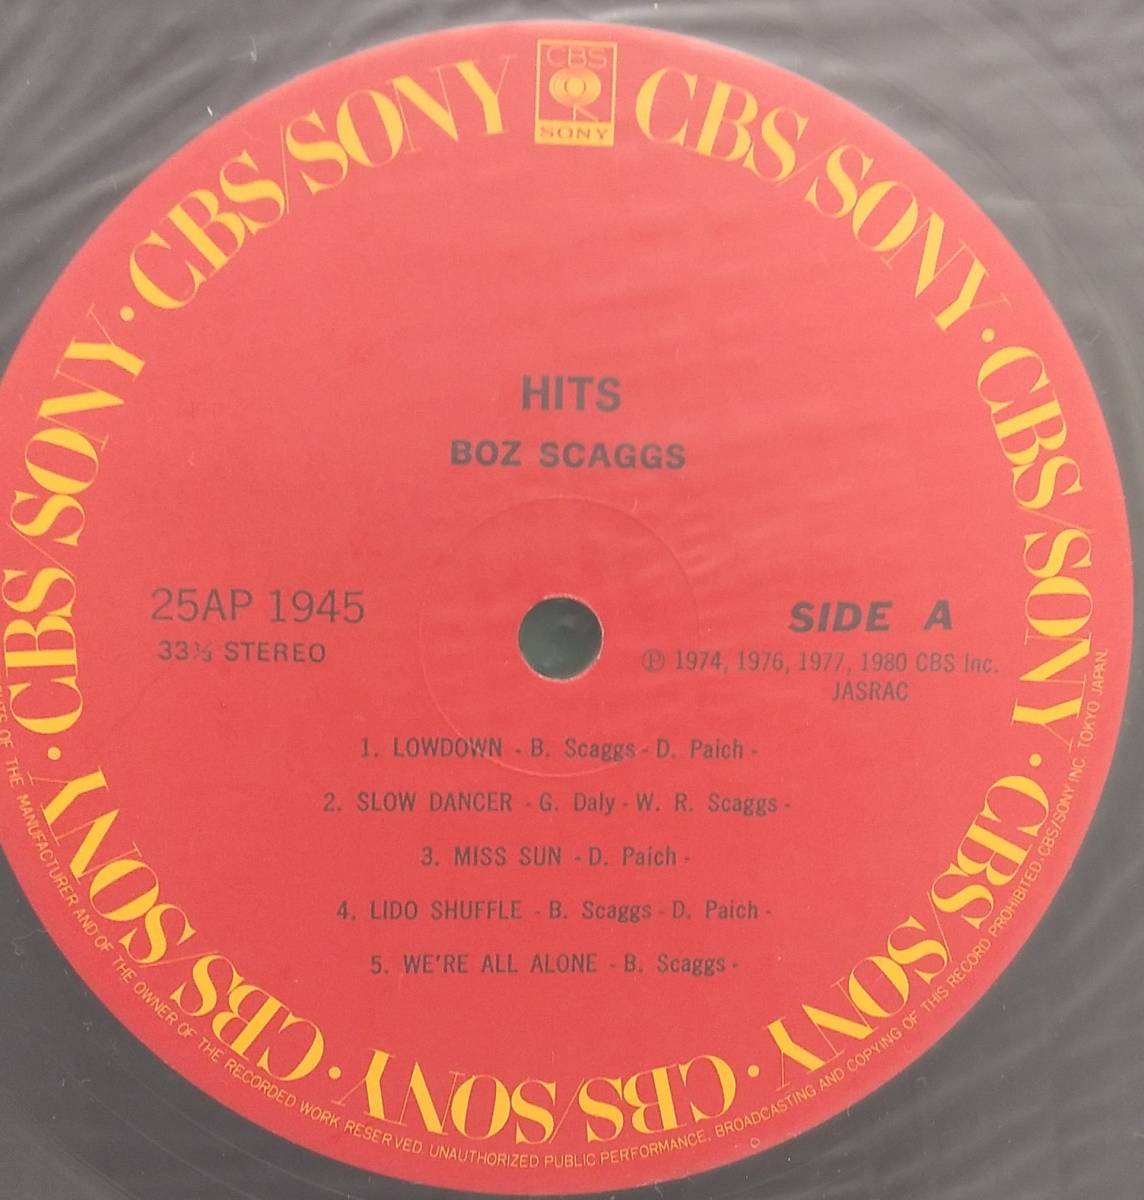 CBS
SONY
CBS/SONY · CBS/SONY · CBS/SONY · CBS/SONY · CBS/SONY · CBS/SONY · CBS/SONY · CBS/SONY
HITS
BOZ SCAGGS
25AP 1945
33⅓ STEREO
SIDE A
Ⓟ 1974, 1976, 1977, 1980 CBS Inc.
JASRAC
1. LOWDOWN - B. Scaggs - D. Paich -
2. SLOW DANCER - G. Daly - W. R. Scaggs -
3. MISS SUN - D. Paich -
4. LIDO SHUFFLE - B. Scaggs - D. Paich -
5. WE'RE ALL ALONE - B. Scaggs -
OF THE MANUFACTURER AND OF THE OWNER OF THE RECORDED WORK RESERVED. UNAUTHORIZED PUBLIC PERFORMANCE, BROADCASTING AND COPYING OF THIS RECORD PROHIBITED. CBS/SONY INC. TOKYO JAPAN.